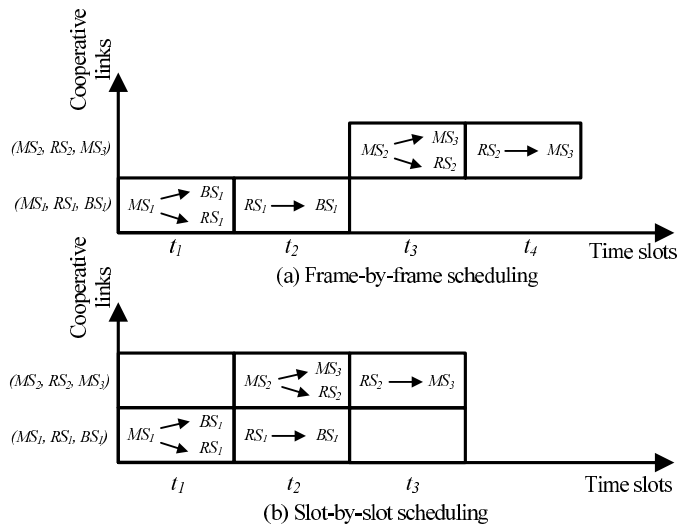 Cooperative
links
(MS2, RS2, MS3)
MS2 MS3 RS2
RS2 MS3
(MS1, RS1, BS1)
MS1 BS1 RS1
RS1 BS1
t1 t2 t3 t4 Time slots
(a) Frame-by-frame scheduling
Cooperative
links
(MS2, RS2, MS3)
MS2 MS3 RS2
RS2 MS3
(MS1, RS1, BS1)
MS1 BS1 RS1
RS1 BS1
t1 t2 t3 Time slots
(b) Slot-by-slot scheduling